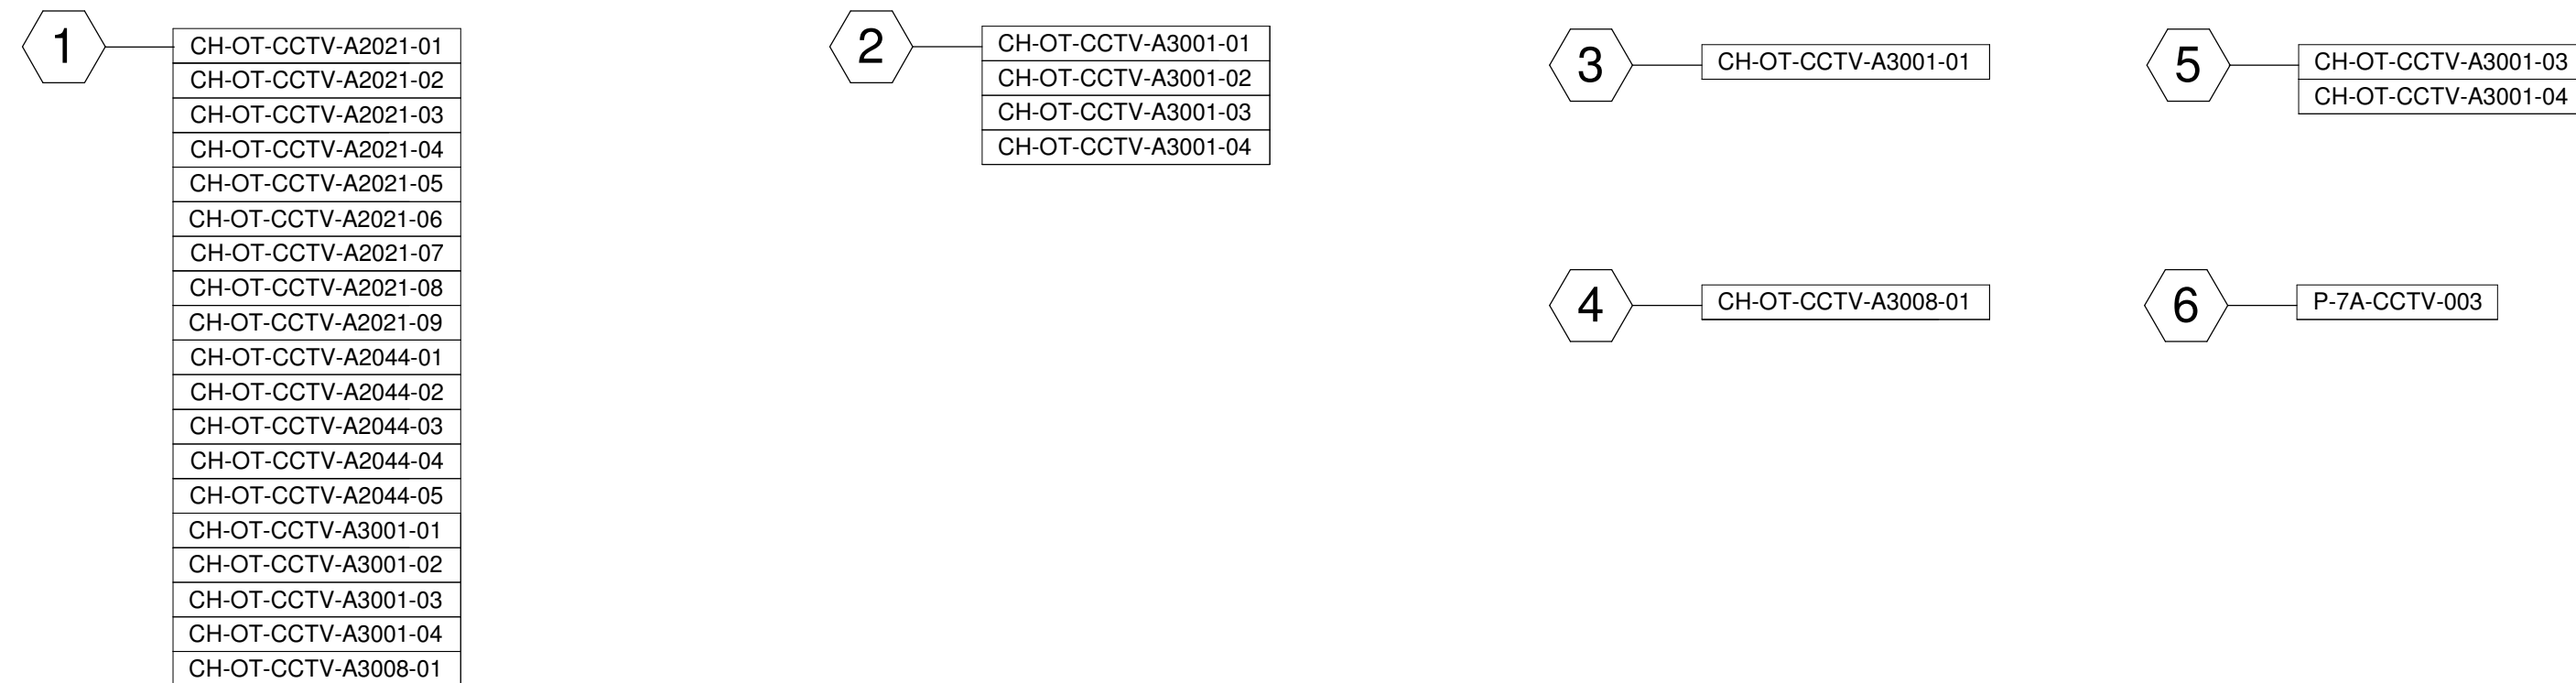 1
CH-OT-CCTV-A2021-01
CH-OT-CCTV-A2021-02
CH-OT-CCTV-A2021-03
CH-OT-CCTV-A2021-04
CH-OT-CCTV-A2021-05
CH-OT-CCTV-A2021-06
CH-OT-CCTV-A2021-07
CH-OT-CCTV-A2021-08
CH-OT-CCTV-A2021-09
CH-OT-CCTV-A2044-01
CH-OT-CCTV-A2044-02
CH-OT-CCTV-A2044-03
CH-OT-CCTV-A2044-04
CH-OT-CCTV-A2044-05
CH-OT-CCTV-A3001-01
CH-OT-CCTV-A3001-02
CH-OT-CCTV-A3001-03
CH-OT-CCTV-A3001-04
CH-OT-CCTV-A3008-01
2
CH-OT-CCTV-A3001-01
CH-OT-CCTV-A3001-02
CH-OT-CCTV-A3001-03
CH-OT-CCTV-A3001-04
3
CH-OT-CCTV-A3001-01
4
CH-OT-CCTV-A3008-01
5
CH-OT-CCTV-A3001-03
CH-OT-CCTV-A3001-04
6
P-7A-CCTV-003